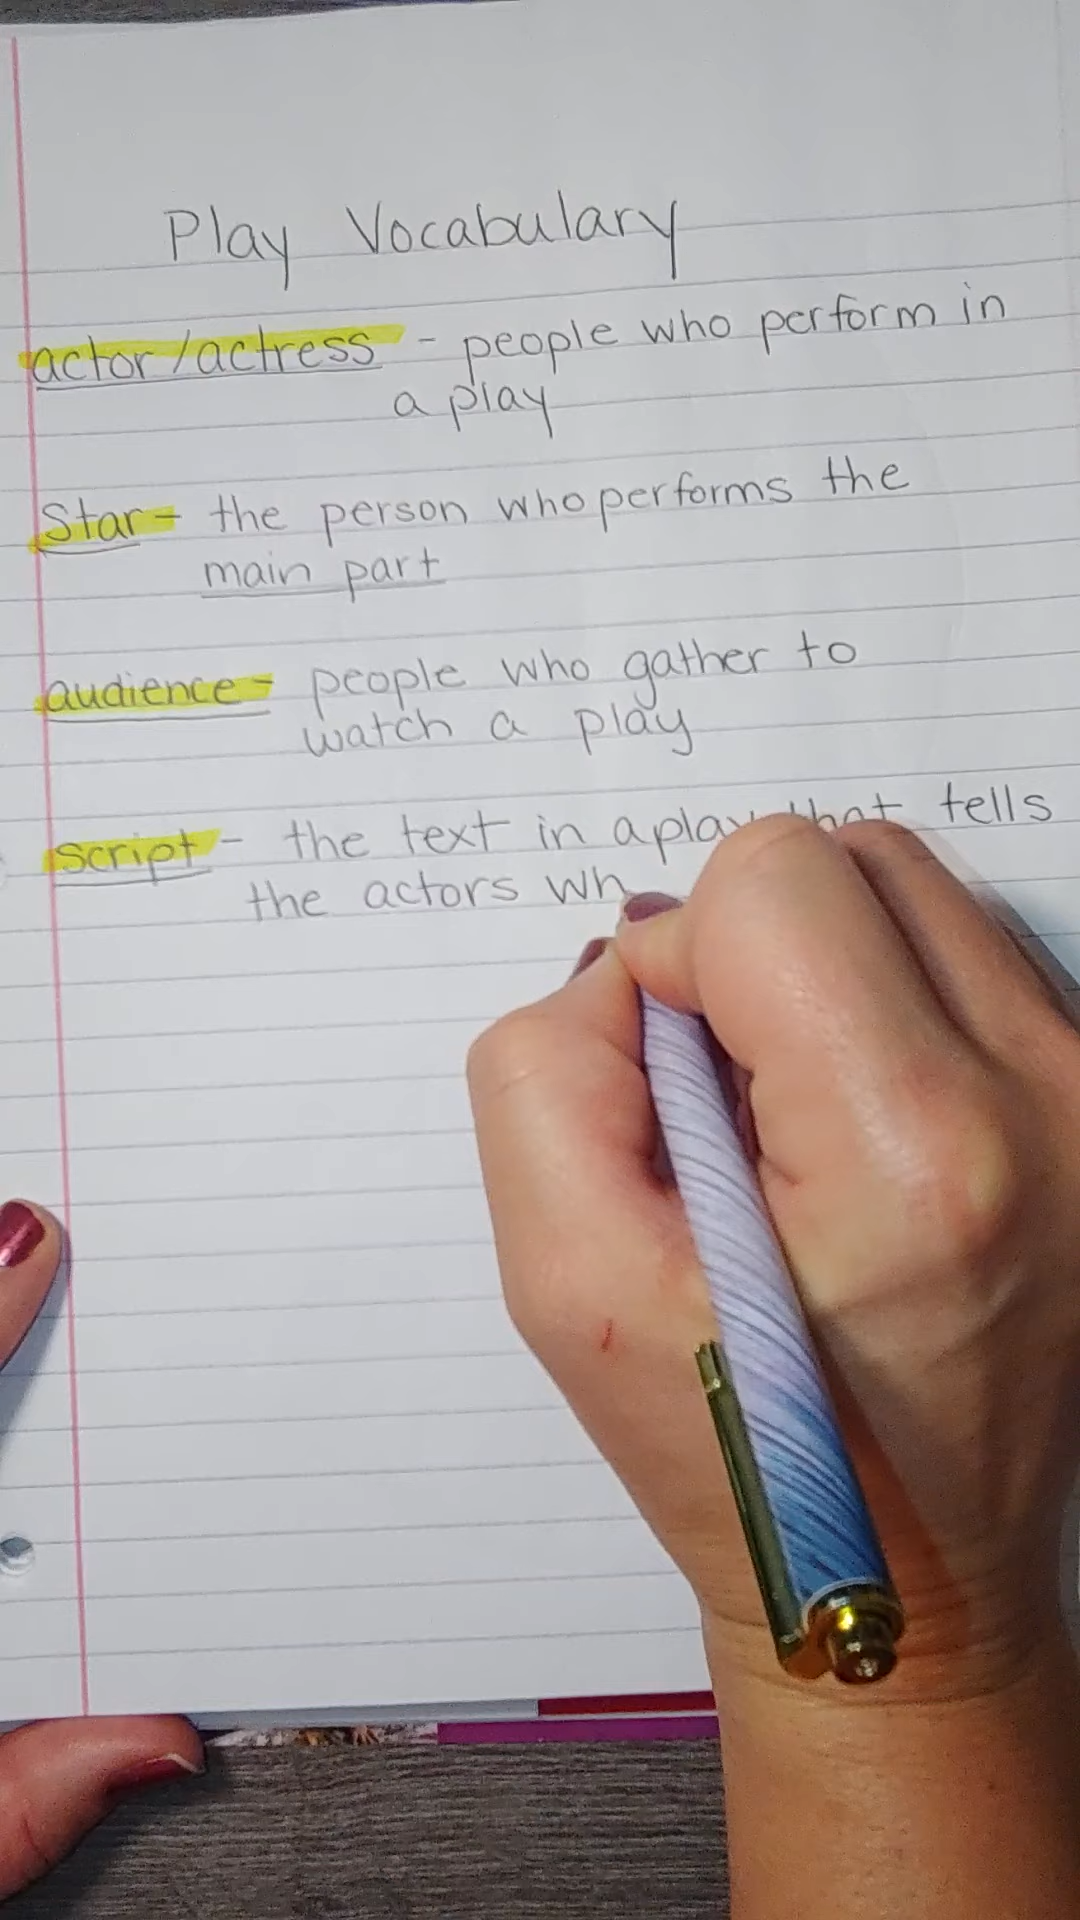 Play Vocabulary
actor/actress - people who perform in
a play
Star - the person who performs the
main part
audience - people who gather to
watch a play
script - the text in a play that tells
the actors wh